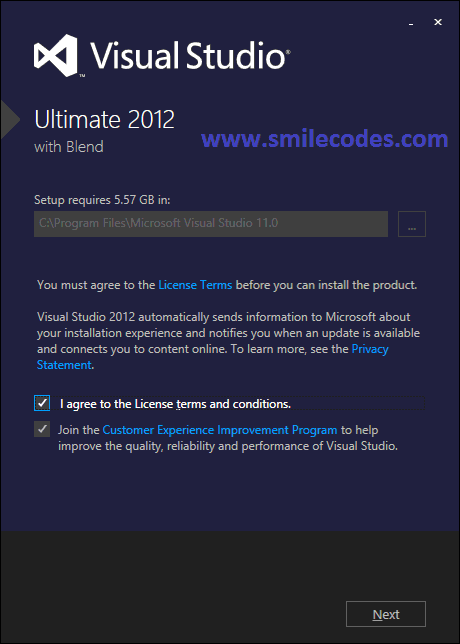 Visual Studio®
™
Ultimate 2012
with Blend
www.smilecodes.com
Setup requires 5.57 GB in:
C:\Program Files\Microsoft Visual Studio 11.0
...
You must agree to the License Terms before you can install the product.
Visual Studio 2012 automatically sends information to Microsoft about
your installation experience and notifies you when an update is available
and connects you to content online. To learn more, see the Privacy
Statement.
I agree to the License terms and conditions.
Join the Customer Experience Improvement Program to help
improve the quality, reliability and performance of Visual Studio.
Next